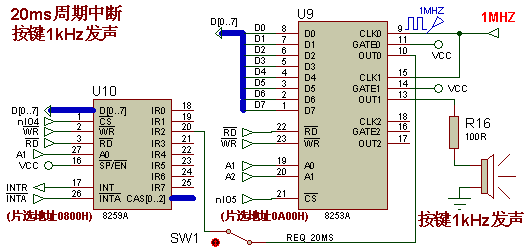 20ms周期中断
按键1kHz发声
U9
1MHZ
1MHZ
D[0..7]
D0 8 D0 CLK0 9
D1 7 D1 GATE0 11 VCC
D2 6 D2 OUT0 10
D3 5 D3
D4 4 D4 CLK1 15
D5 3 D5 GATE1 14 VCC
D6 2 D6 OUT1 13
D7 1 D7
CLK2 18
RD 22 RD GATE2 16
WR 23 WR OUT2 17
A0 19 A0
A1 20 A1
nIO5 21 CS
8253A
(片选地址0A00H)
R16
100R
按键1kHz发声
U10
D[0..7] D[0..7] IR0 18
nIO4 1 CS IR1 19
WR 2 WR IR2 20
RD 3 RD IR3 21
A1 27 A0 IR4 22
VCC 16 SP/EN IR5 23
IR6 24
INTR 17 INT IR7 25
INTA 26 INTA CAS[0..2]
8259A
(片选地址0800H)
SW1
REQ_20MS